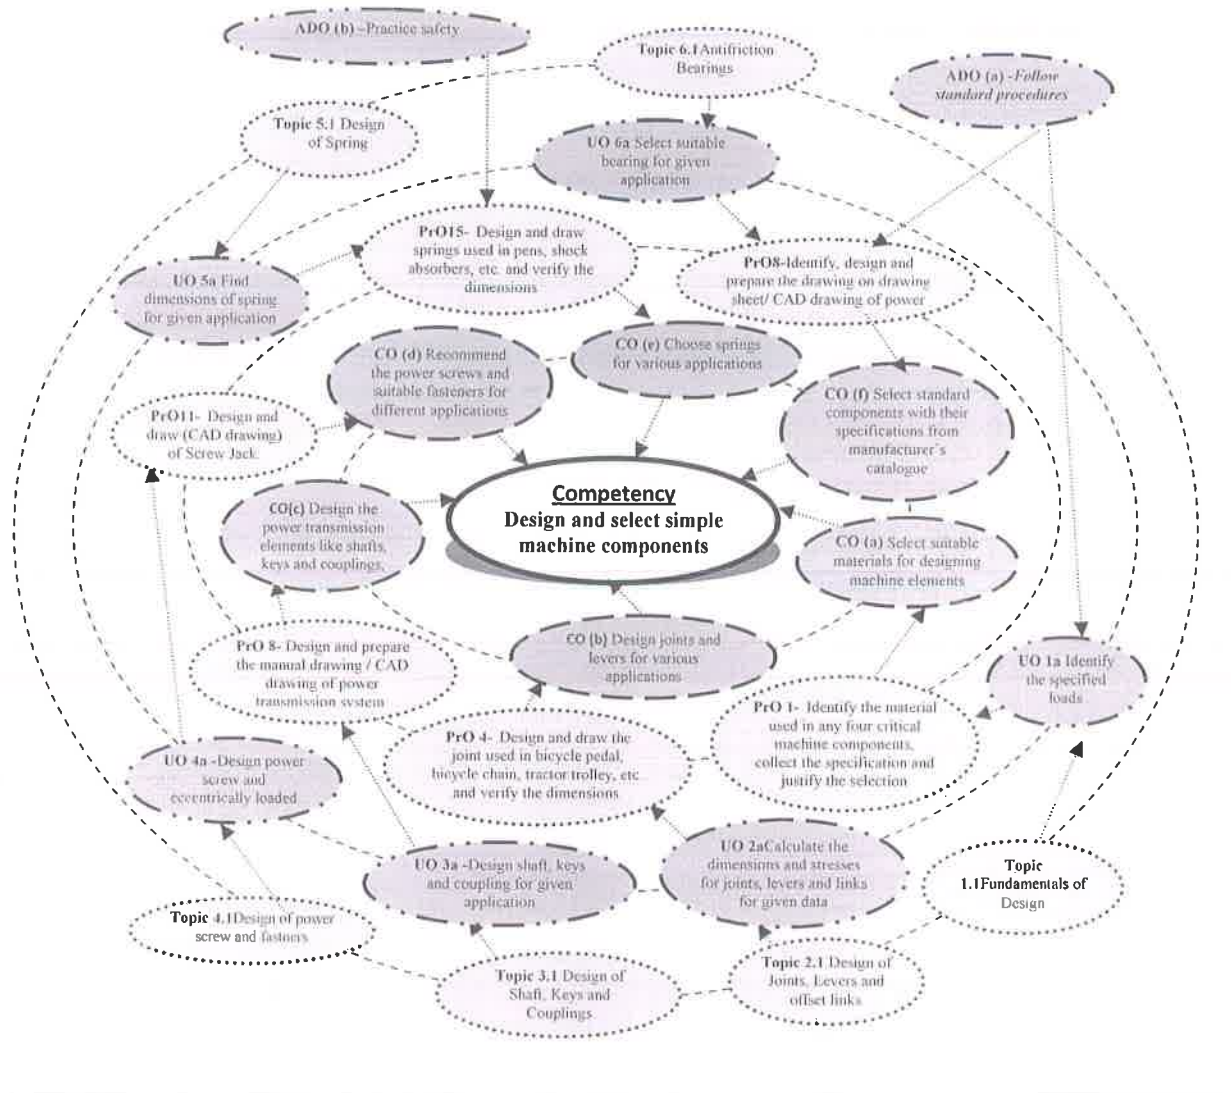 ADO (b) –Practice safety
Topic 6.1Antifriction
Bearings
ADO (a) -Follow
standard procedures
Topic 5.1 Design
of Spring
UO 6a Select suitable
bearing for given
application
PrO15- Design and draw
springs used in pens, shock
absorbers, etc. and verify the
dimensions
PrO8-Identify, design and
prepare the drawing on drawing
sheet/ CAD drawing of power
UO 5a Find
dimensions of spring
for given application
CO (d) Recommend
the power screws and
suitable fasteners for
different applications
CO (e) Choose springs
for various applications
CO (f) Select standard
components with their
specifications from
manufacturer's
catalogue
PrO11- Design and
draw (CAD drawing)
of Screw Jack.
Competency
Design and select simple
machine components
CO(c) Design the
power transmission
elements like shafts,
keys and couplings,
CO (a) Select suitable
materials for designing
machine elements
CO (b) Design joints and
levers for various
applications
PrO 8- Design and prepare
the manual drawing / CAD
drawing of power
transmission system
UO 1a Identify
the specified
loads
PrO 1- Identify the material
used in any four critical
machine components,
collect the specification and
justify the selection
PrO 4- Design and draw the
joint used in bicycle pedal,
bicycle chain, tractor trolley, etc
and verify the dimensions
UO 4a -Design power
screw and
eccentrically loaded
UO 3a -Design shaft, keys
and coupling for given
application
UO 2aCalculate the
dimensions and stresses
for joints, levers and links
for given data
Topic
1.1Fundamentals of
Design
Topic 4.1Design of power
screw and fastners
Topic 3.1 Design of
Shaft, Keys and
Couplings
Topic 2.1 Design of
Joints, Levers and
offset links